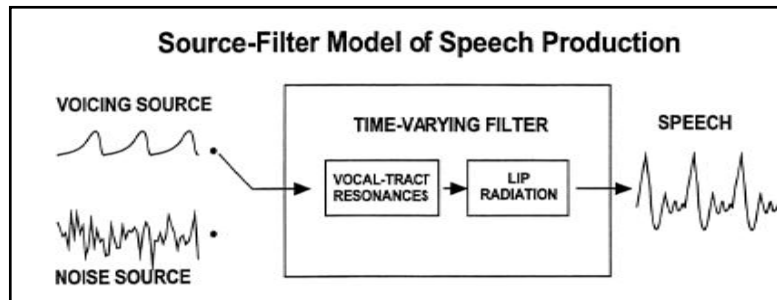 Source-Filter Model of Speech Production
VOICING SOURCE
TIME-VARYING FILTER
SPEECH
VOCAL-TRACT
RESONANCES
LIP
RADIATION
NOISE SOURCE